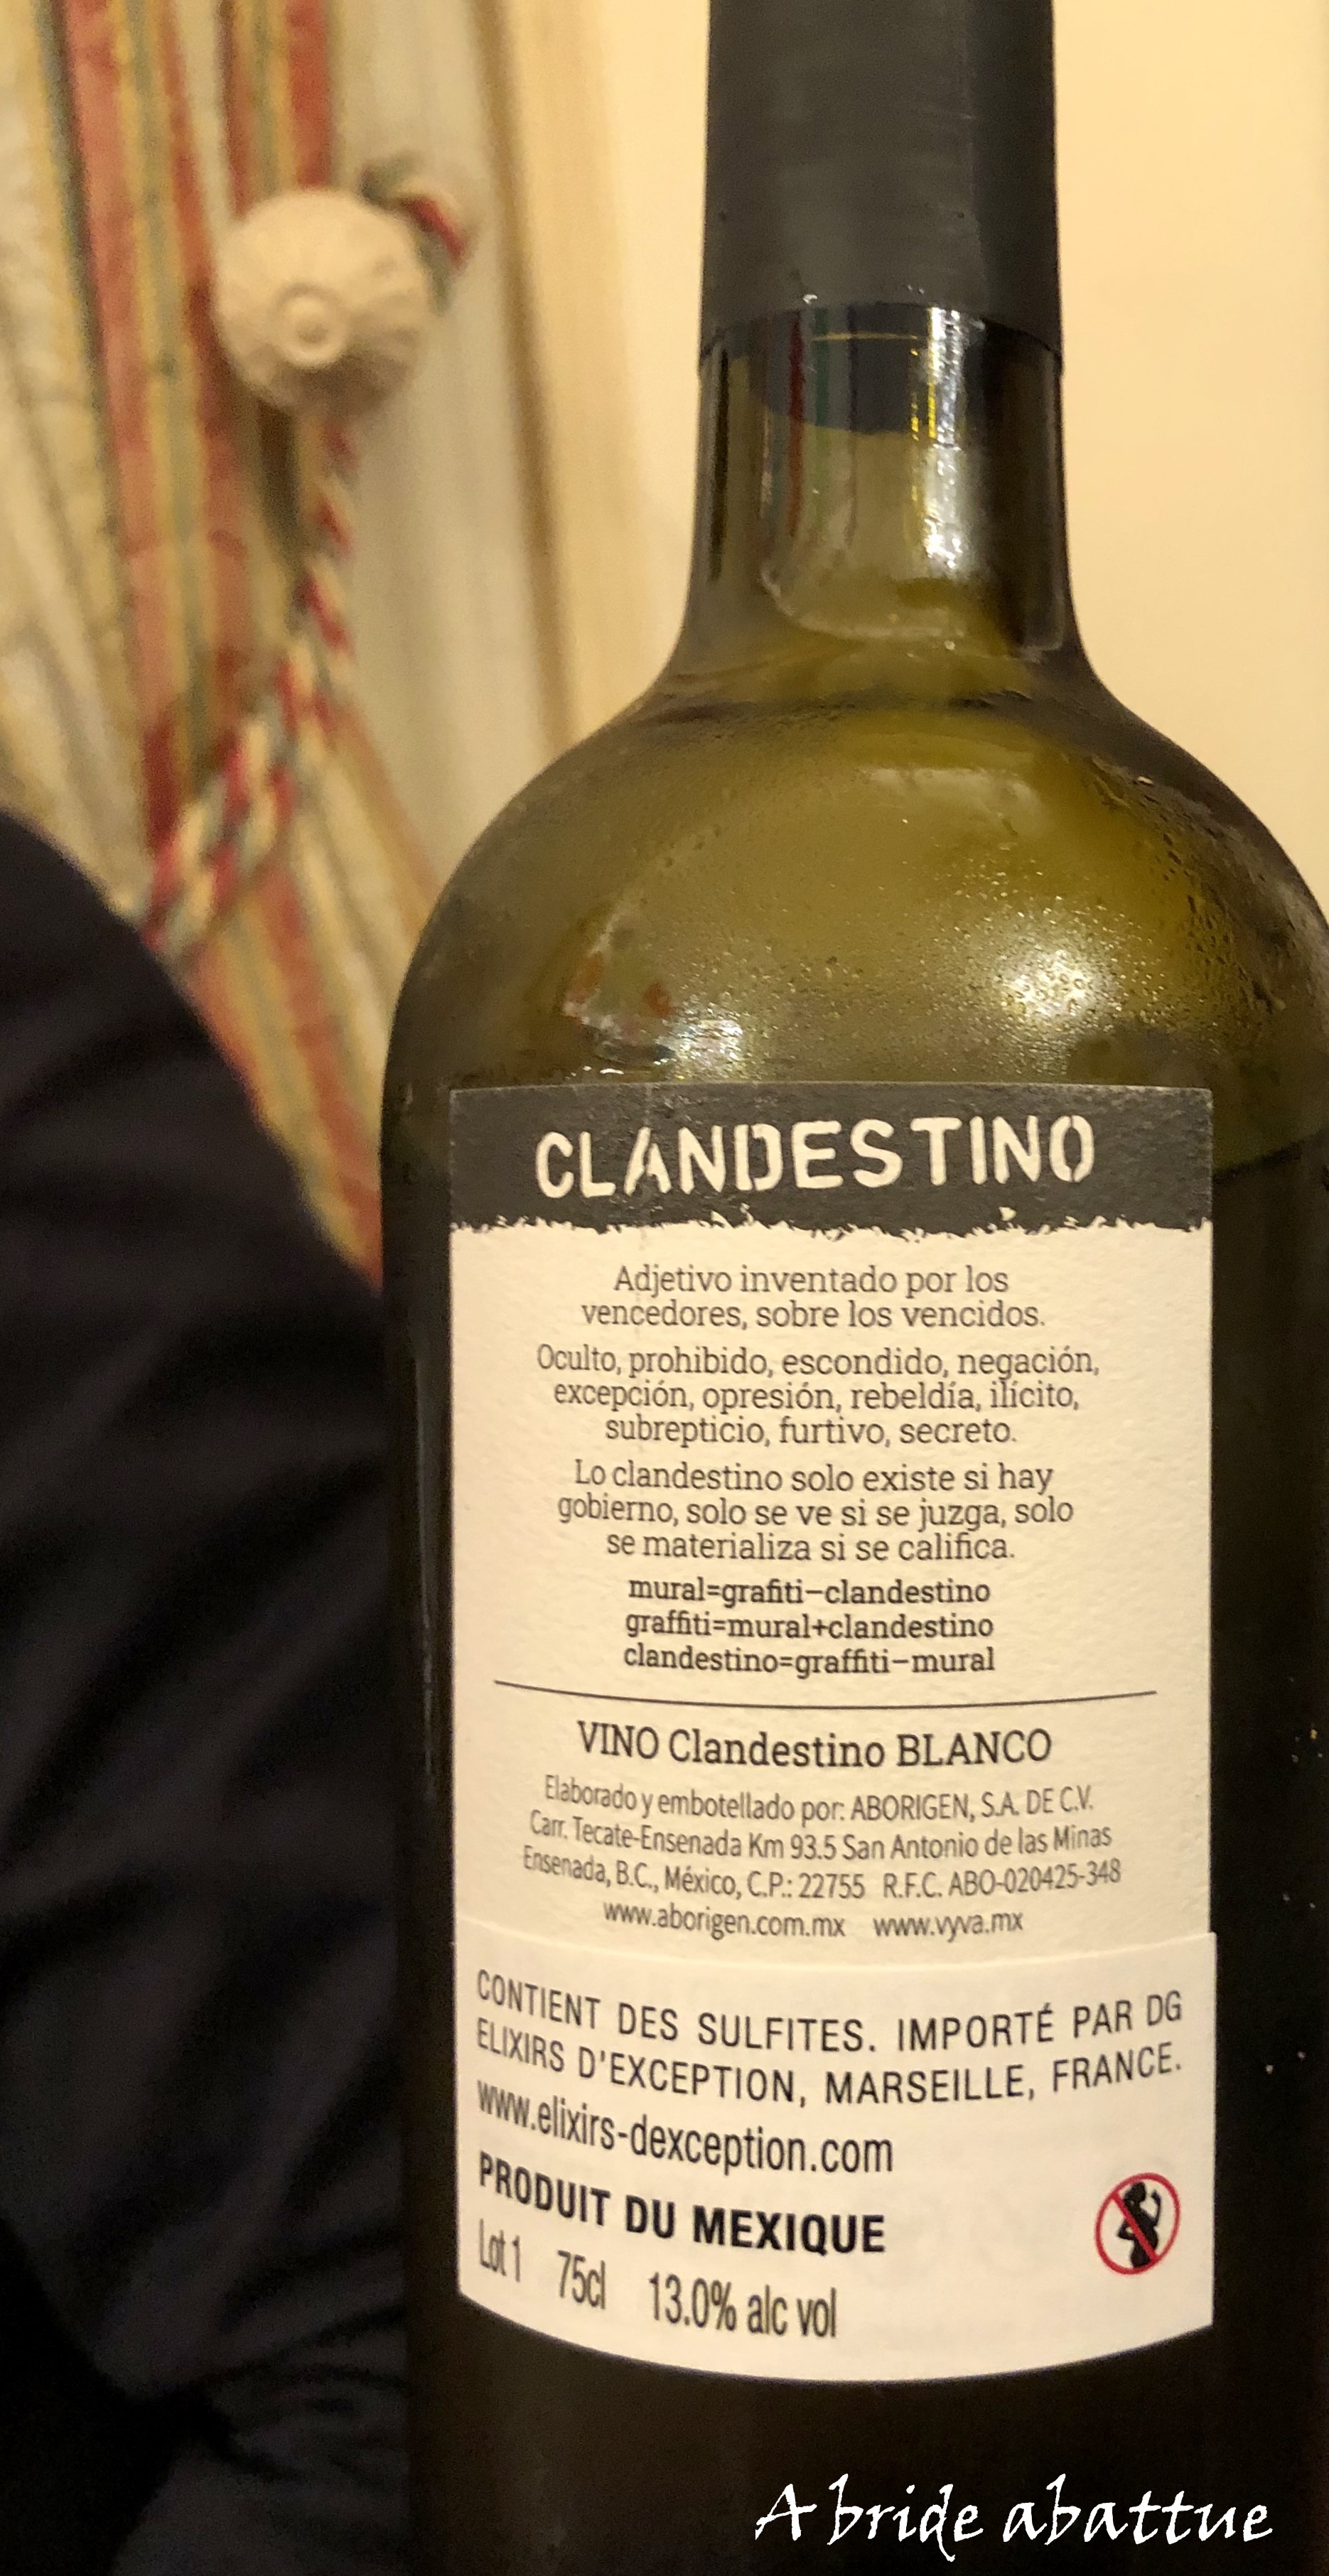 CLANDESTINO
Adjetivo inventado por los
vencedores, sobre los vencidos.
Oculto, prohibido, escondido, negación,
excepción, opresión, rebeldía, ilícito,
subrepticio, furtivo, secreto.
Lo clandestino solo existe si hay
gobierno, solo se ve si se juzga, solo
se materializa si se califica.
mural=grafiti−clandestino
graffiti=mural+clandestino
clandestino=graffiti−mural
VINO Clandestino BLANCO
Elaborado y embotellado por: ABORIGEN, S.A. DE C.V.
Carr. Tecate-Ensenada Km 93.5 San Antonio de las Minas
Ensenada, B.C., México, C.P.: 22755 R.F.C. ABO-020425-348
www.aborigen.com.mx www.vyva.mx
CONTIENT DES SULFITES. IMPORTÉ PAR DG
ELIXIRS D'EXCEPTION, MARSEILLE, FRANCE.
www.elixirs-dexception.com
PRODUIT DU MEXIQUE
Lot 1 75cl 13.0% alc vol
A bride abattue